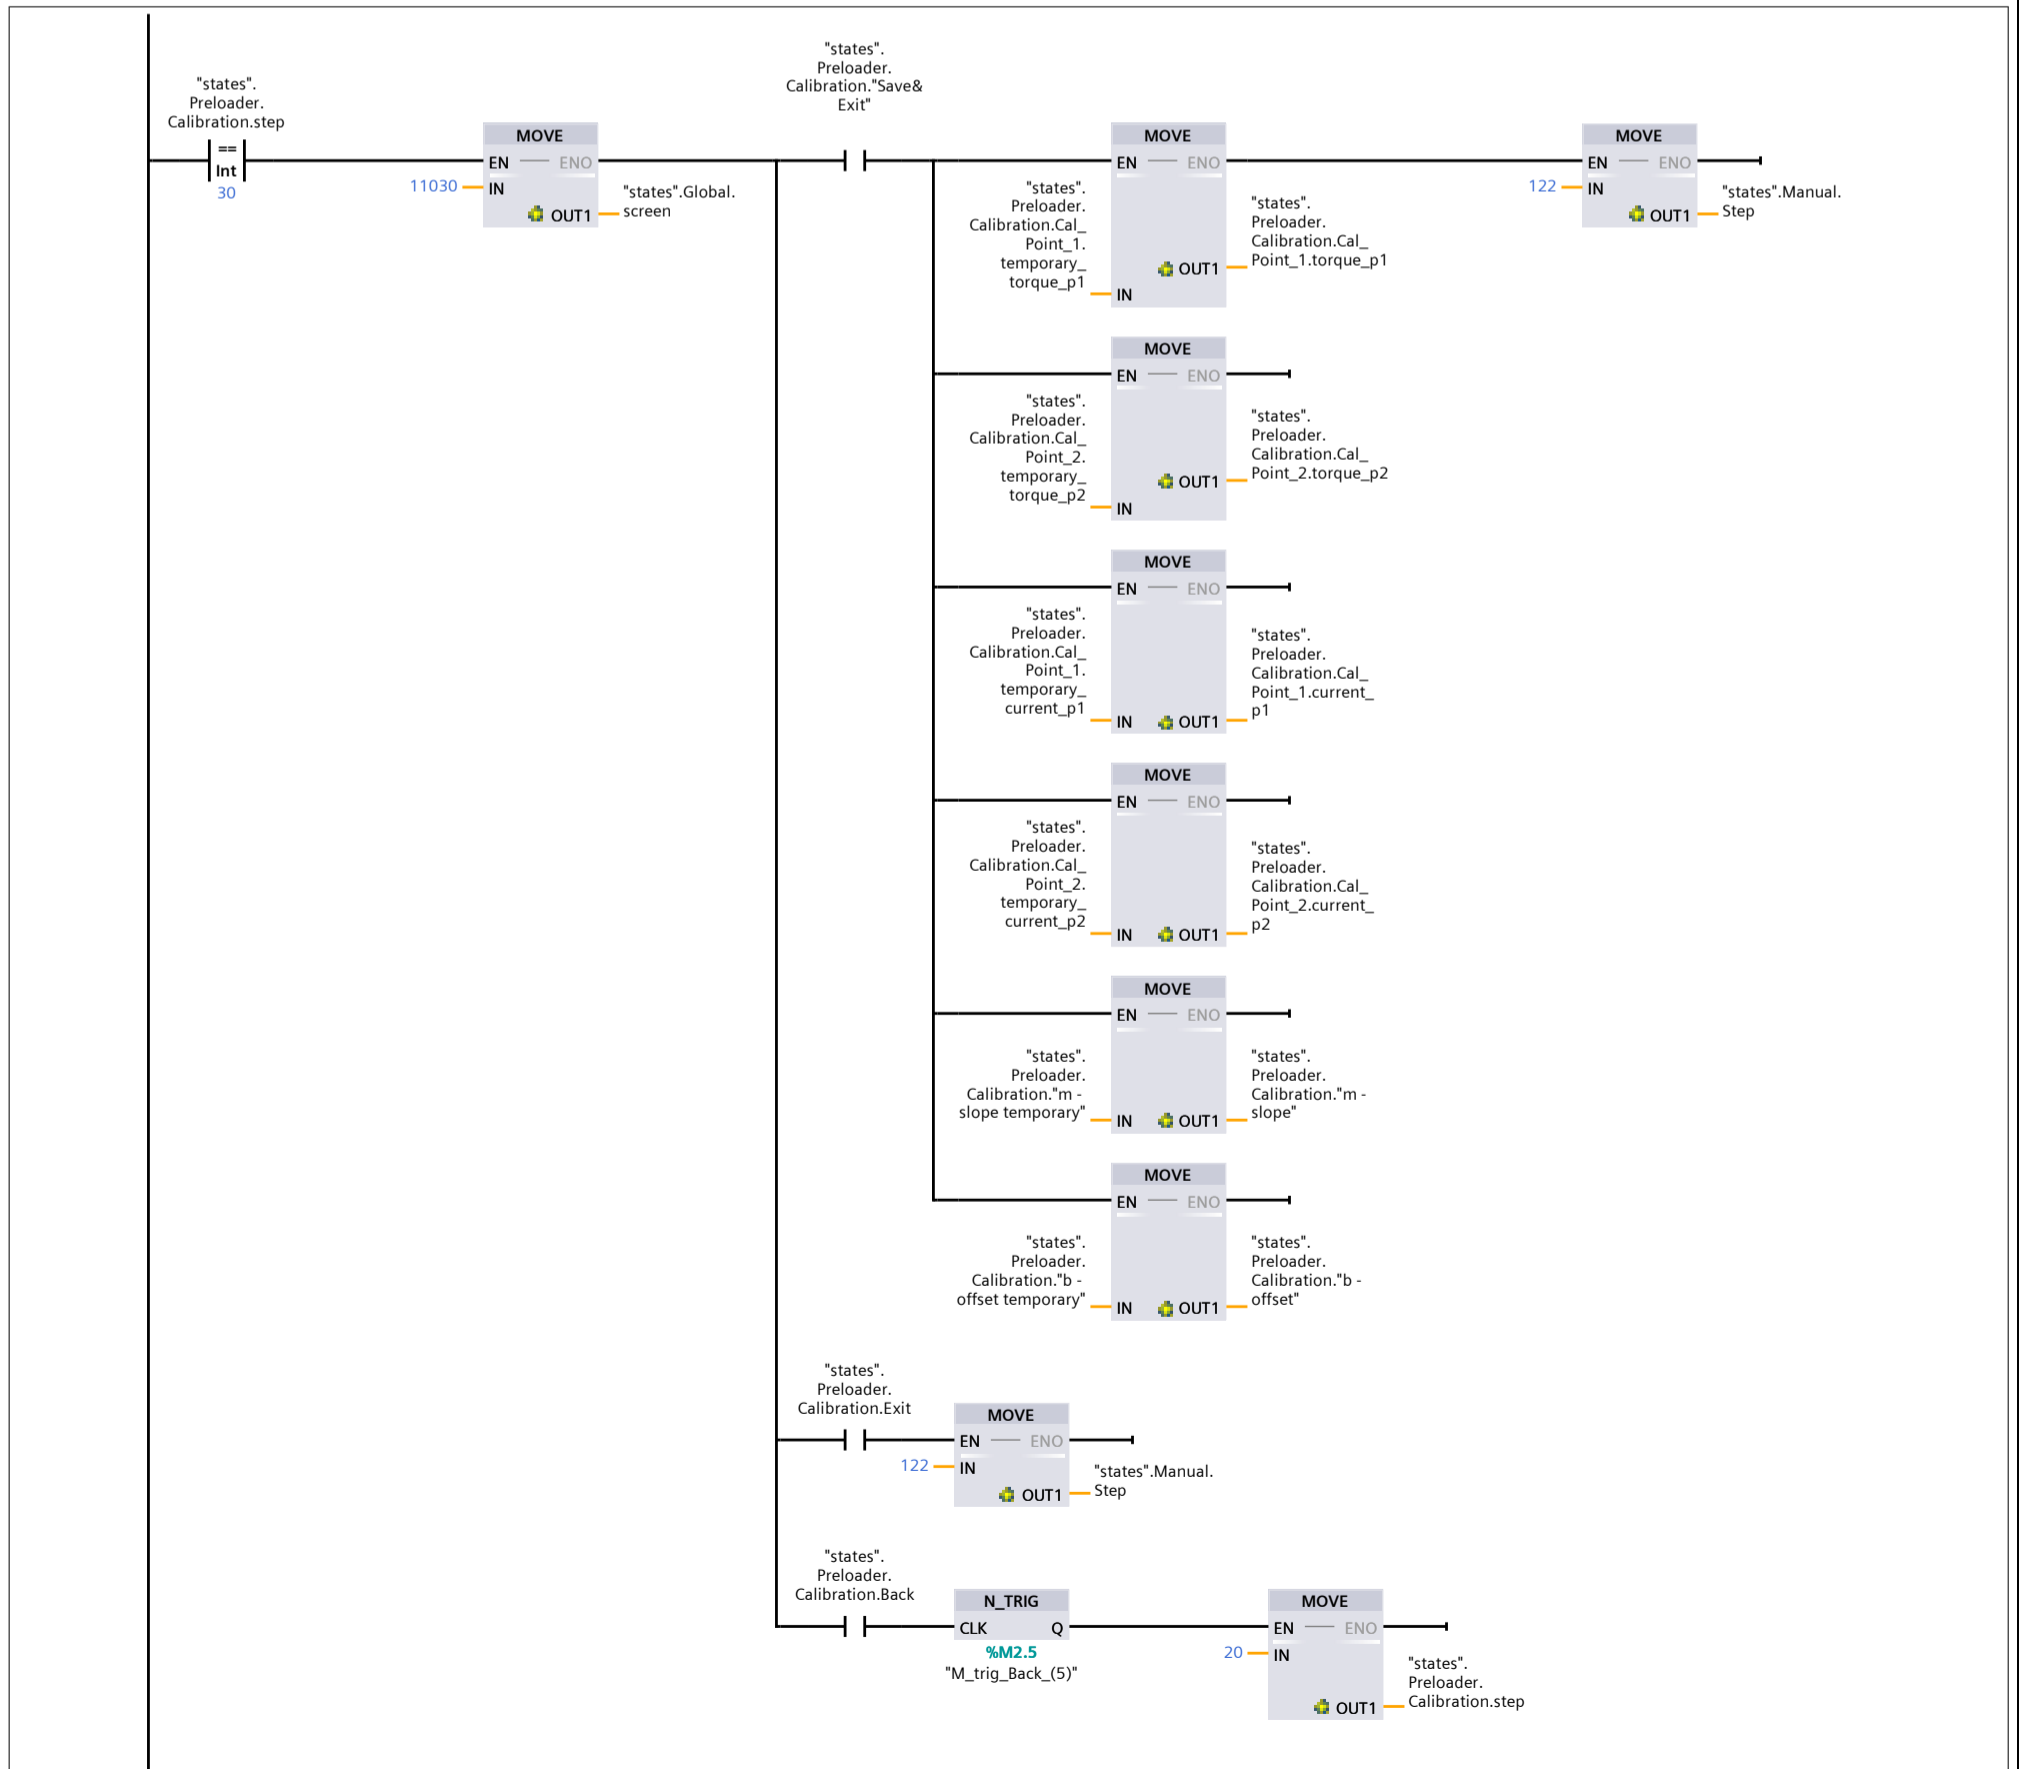 "states".
Preloader.
Calibration.step
==
Int
30
MOVE
EN
ENO
11030
IN
OUT1
"states".Global.
screen
"states".
Preloader.
Calibration."Save&
Exit"
MOVE
EN
ENO
"states".
Preloader.
Calibration.Cal_
Point_1.
temporary_
torque_p1
IN
OUT1
"states".
Preloader.
Calibration.Cal_
Point_1.torque_p1
MOVE
EN
ENO
122
IN
OUT1
"states".Manual.
Step
MOVE
EN
ENO
"states".
Preloader.
Calibration.Cal_
Point_2.
temporary_
torque_p2
IN
OUT1
"states".
Preloader.
Calibration.Cal_
Point_2.torque_p2
MOVE
EN
ENO
"states".
Preloader.
Calibration.Cal_
Point_1.
temporary_
current_p1
IN
OUT1
"states".
Preloader.
Calibration.Cal_
Point_1.current_
p1
MOVE
EN
ENO
"states".
Preloader.
Calibration.Cal_
Point_2.
temporary_
current_p2
IN
OUT1
"states".
Preloader.
Calibration.Cal_
Point_2.current_
p2
MOVE
EN
ENO
"states".
Preloader.
Calibration."m -
slope temporary"
IN
OUT1
"states".
Preloader.
Calibration."m -
slope"
MOVE
EN
ENO
"states".
Preloader.
Calibration."b -
offset temporary"
IN
OUT1
"states".
Preloader.
Calibration."b -
offset"
"states".
Preloader.
Calibration.Exit
MOVE
EN
ENO
122
IN
OUT1
"states".Manual.
Step
"states".
Preloader.
Calibration.Back
N_TRIG
CLK
Q
%M2.5
"M_trig_Back_(5)"
MOVE
EN
ENO
20
IN
OUT1
"states".
Preloader.
Calibration.step